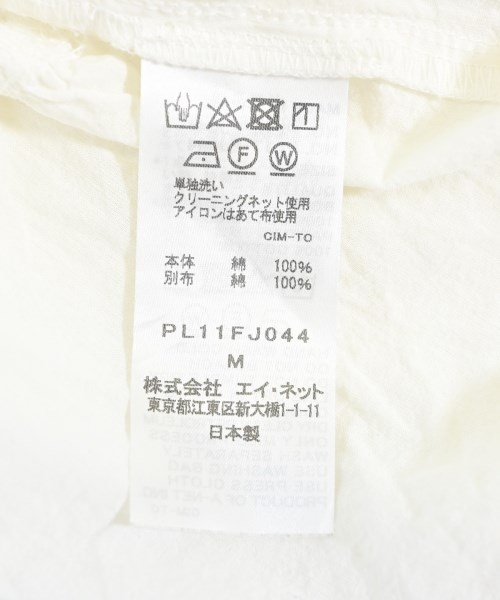 単独洗い
クリーニングネット使用
アイロンはあて布使用
CIM-TO
本体 綿 100%
別布 綿 100%
PL11FJ044
M
株式会社 エイ・ネット
東京都江東区新大橋1-1-11
日本製